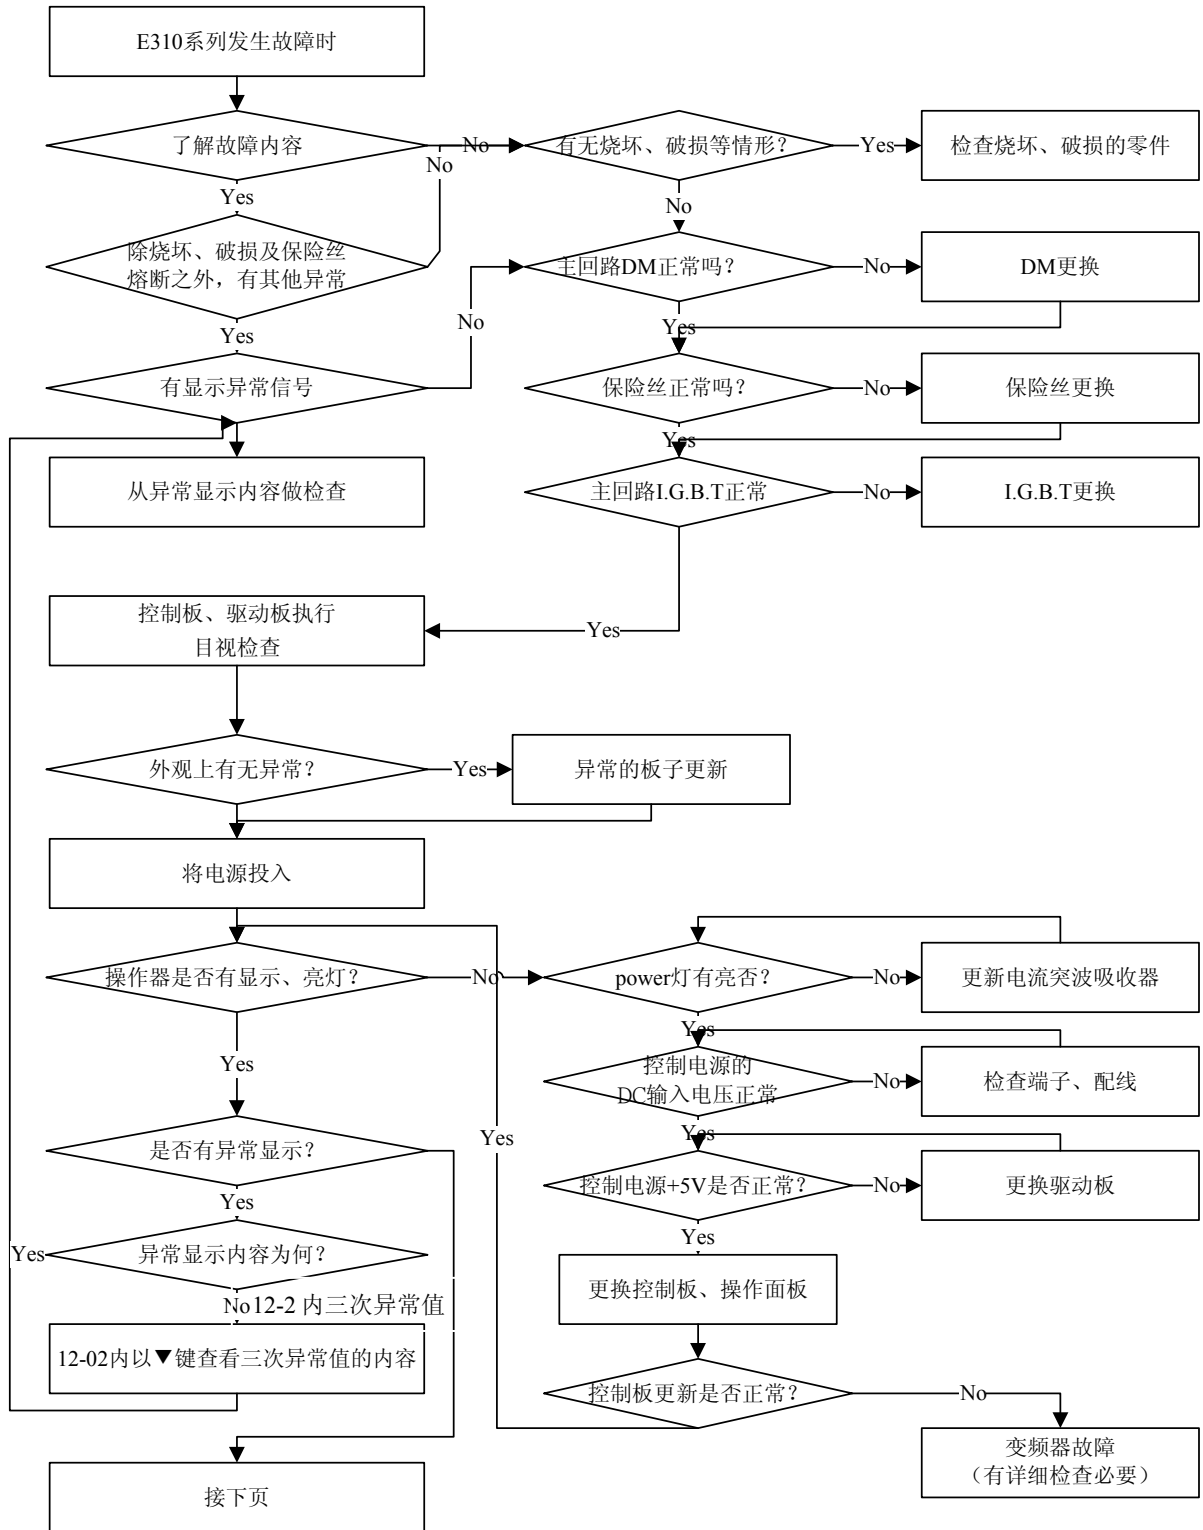 E310系列发生故障时
了解故障内容
No
No
有无烧坏、破损等情形？
Yes
检查烧坏、破损的零件
Yes
No
除烧坏、破损及保险丝
熔断之外，有其他异常
主回路DM正常吗？
No
DM更换
Yes
No
Yes
有显示异常信号
保险丝正常吗？
No
保险丝更换
Yes
从异常显示内容做检查
主回路I.G.B.T正常
No
I.G.B.T更换
控制板、驱动板执行
目视检查
Yes
外观上有无异常？
Yes
异常的板子更新
将电源投入
操作器是否有显示、亮灯？
No
power灯有亮否？
No
更新电流突波吸收器
Yes
Yes
控制电源的
DC输入电压正常
No
检查端子、配线
Yes
Yes
是否有异常显示？
控制电源+5V是否正常？
No
更换驱动板
Yes
Yes
Yes
异常显示内容为何？
更换控制板、操作面板
No
12-2 内三次异常值
12-02内以▼键查看三次异常值的内容
控制板更新是否正常？
No
变频器故障
（有详细检查必要）
接下页